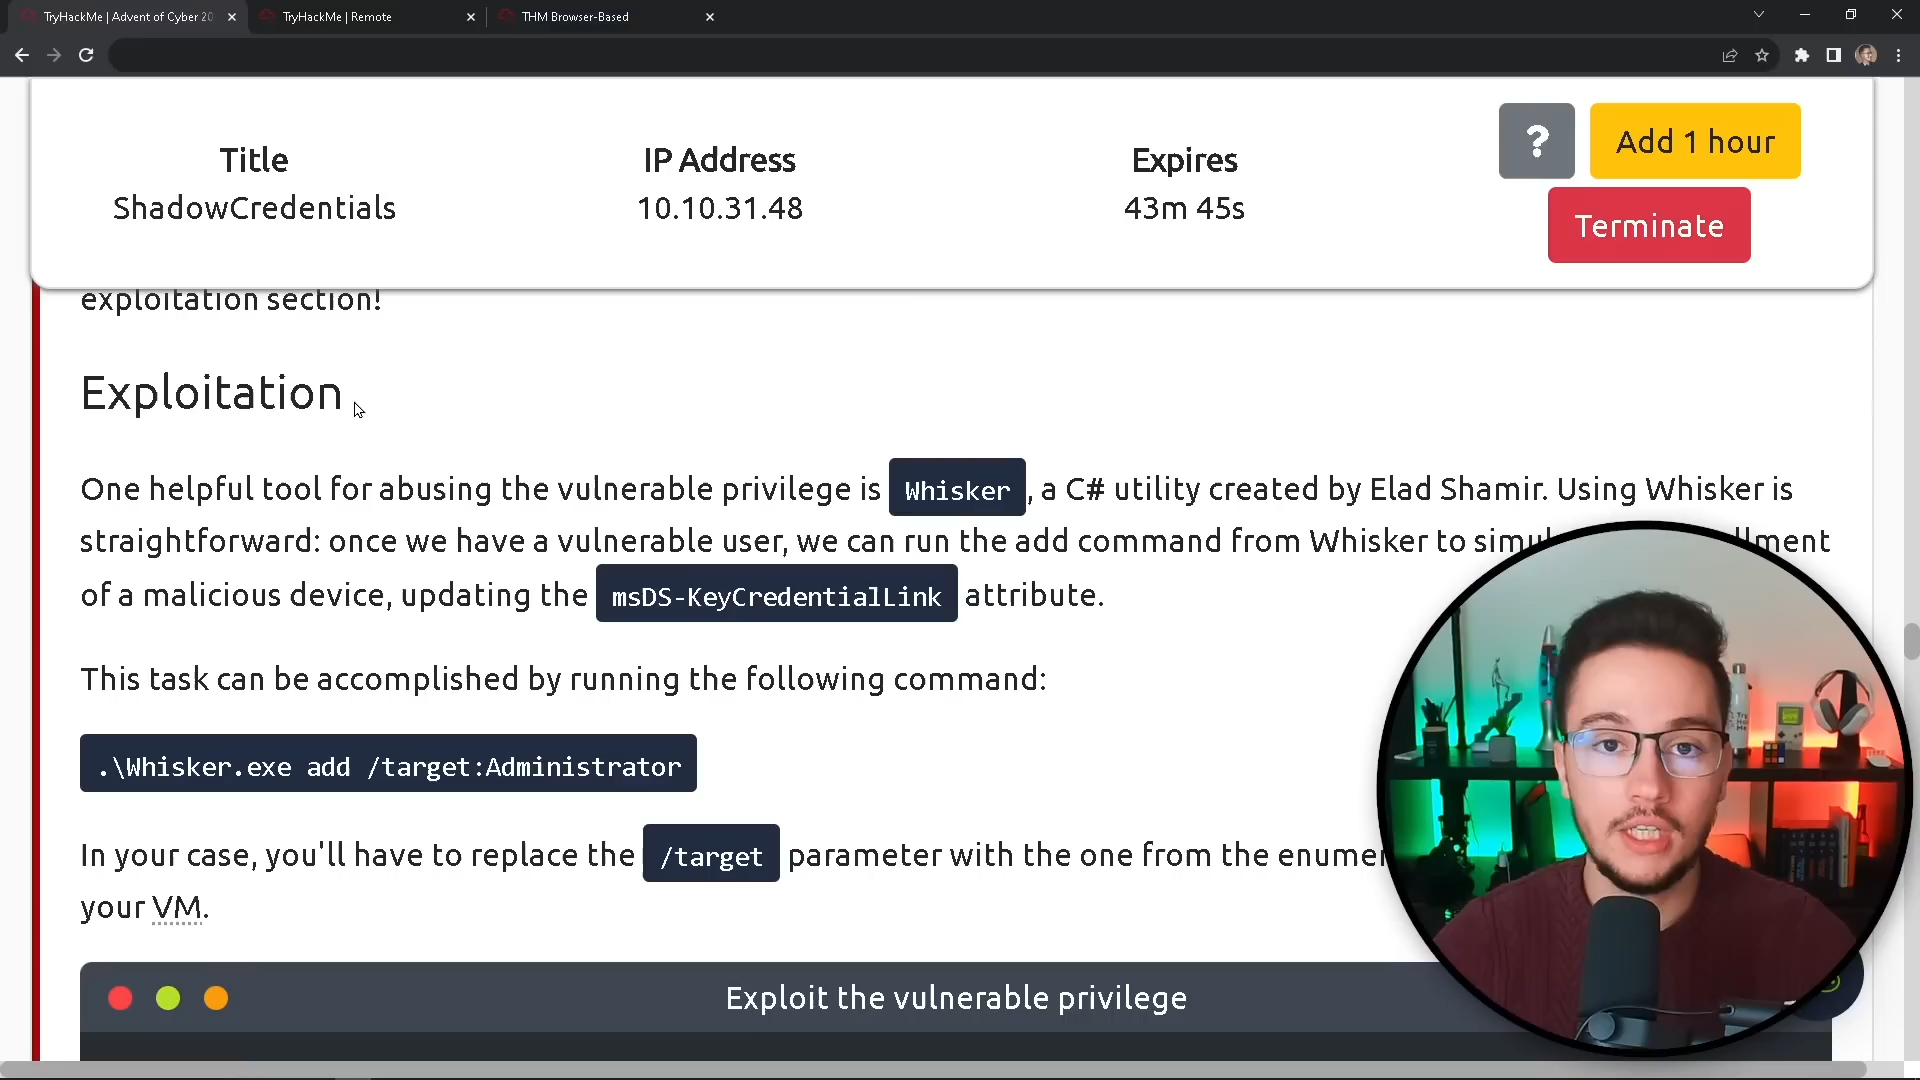 TryHackMe | Advent of Cyber 20
TryHackMe | Remote
THM Browser-Based
Title
IP Address
Expires
ShadowCredentials
10.10.31.48
43m 45s
?
Add 1 hour
Terminate
exploitation section!
Exploitation
One helpful tool for abusing the vulnerable privilege is Whisker, a C# utility created by Elad Shamir. Using Whisker is
straightforward: once we have a vulnerable user, we can run the add command from Whisker to
of a malicious device, updating the msDS-KeyCredentialLink attribute.
This task can be accomplished by running the following command:
.\Whisker.exe add /target:Administrator
In your case, you'll have to replace the /target parameter with the one from the
your VM.
Exploit the vulnerable privilege